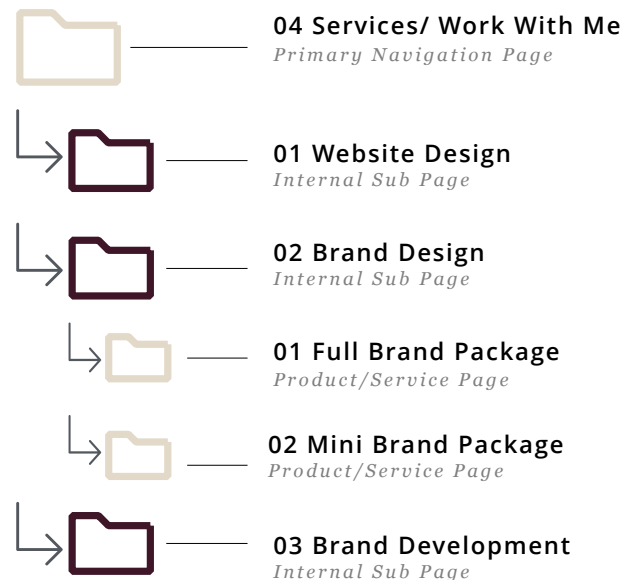 04 Services/ Work With Me
Primary Navigation Page
01 Website Design
Internal Sub Page
02 Brand Design
Internal Sub Page
01 Full Brand Package
Product/Service Page
02 Mini Brand Package
Product/Service Page
03 Brand Development
Internal Sub Page